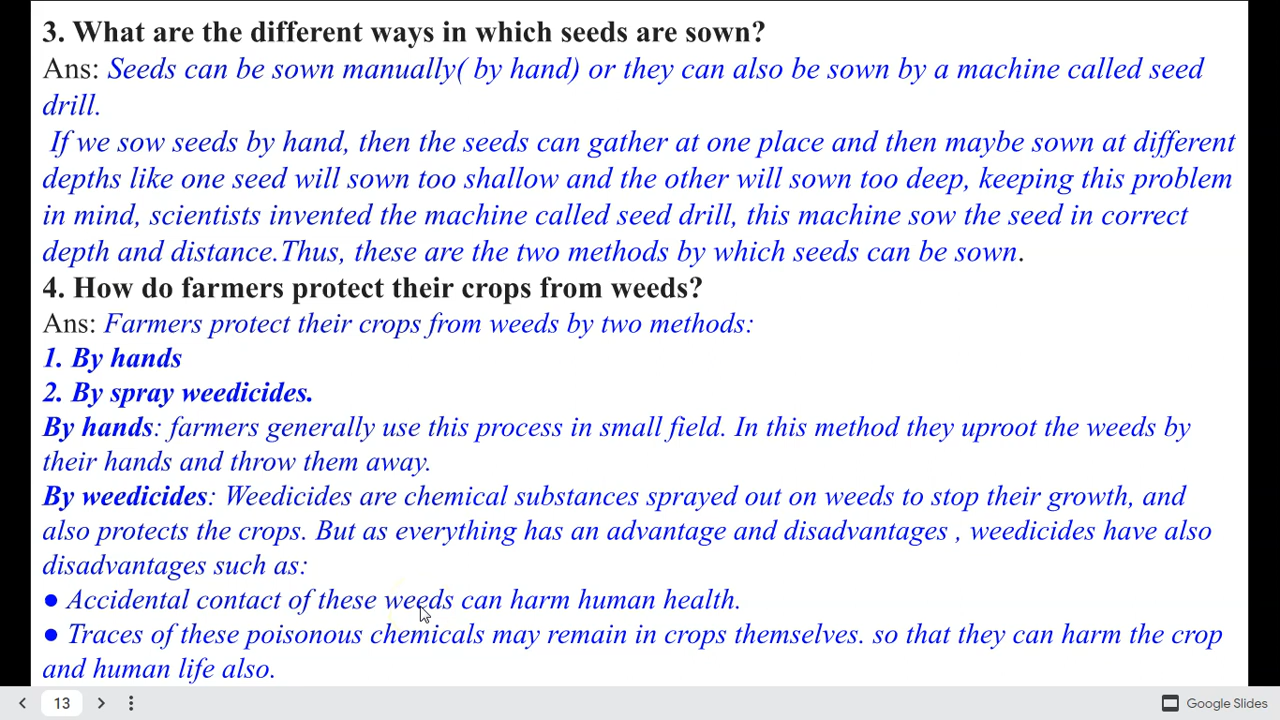 3. What are the different ways in which seeds are sown?
Ans: Seeds can be sown manually( by hand) or they can also be sown by a machine called seed
drill.
If we sow seeds by hand, then the seeds can gather at one place and then maybe sown at different
depths like one seed will sown too shallow and the other will sown too deep, keeping this problem
in mind, scientists invented the machine called seed drill, this machine sow the seed in correct
depth and distance.Thus, these are the two methods by which seeds can be sown.
4. How do farmers protect their crops from weeds?
Ans: Farmers protect their crops from weeds by two methods:
1. By hands
2. By spray weedicides.
By hands: farmers generally use this process in small field. In this method they uproot the weeds by
their hands and throw them away.
By weedicides: Weedicides are chemical substances sprayed out on weeds to stop their growth, and
also protects the crops. But as everything has an advantage and disadvantages , weedicides have also
disadvantages such as:
● Accidental contact of these weeds can harm human health.
● Traces of these poisonous chemicals may remain in crops themselves. so that they can harm the crop
and human life also.
13
Google Slides